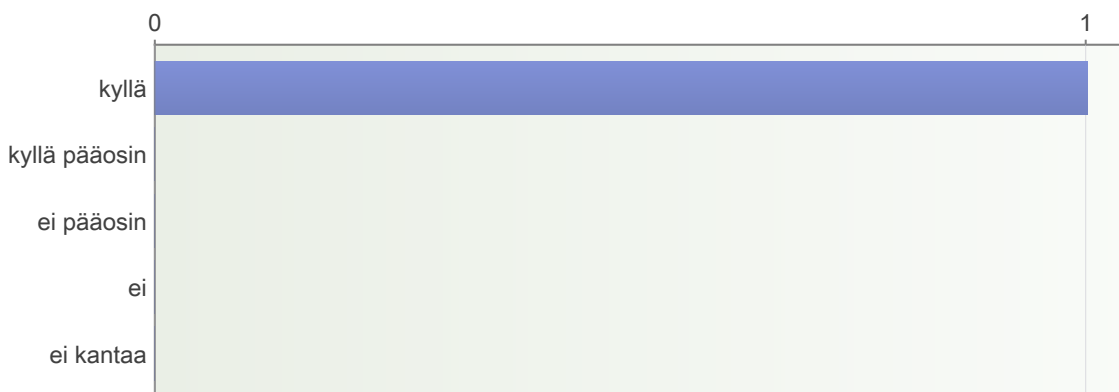 0 1
kyllä
kyllä pääosin
ei pääosin
ei
ei kantaa